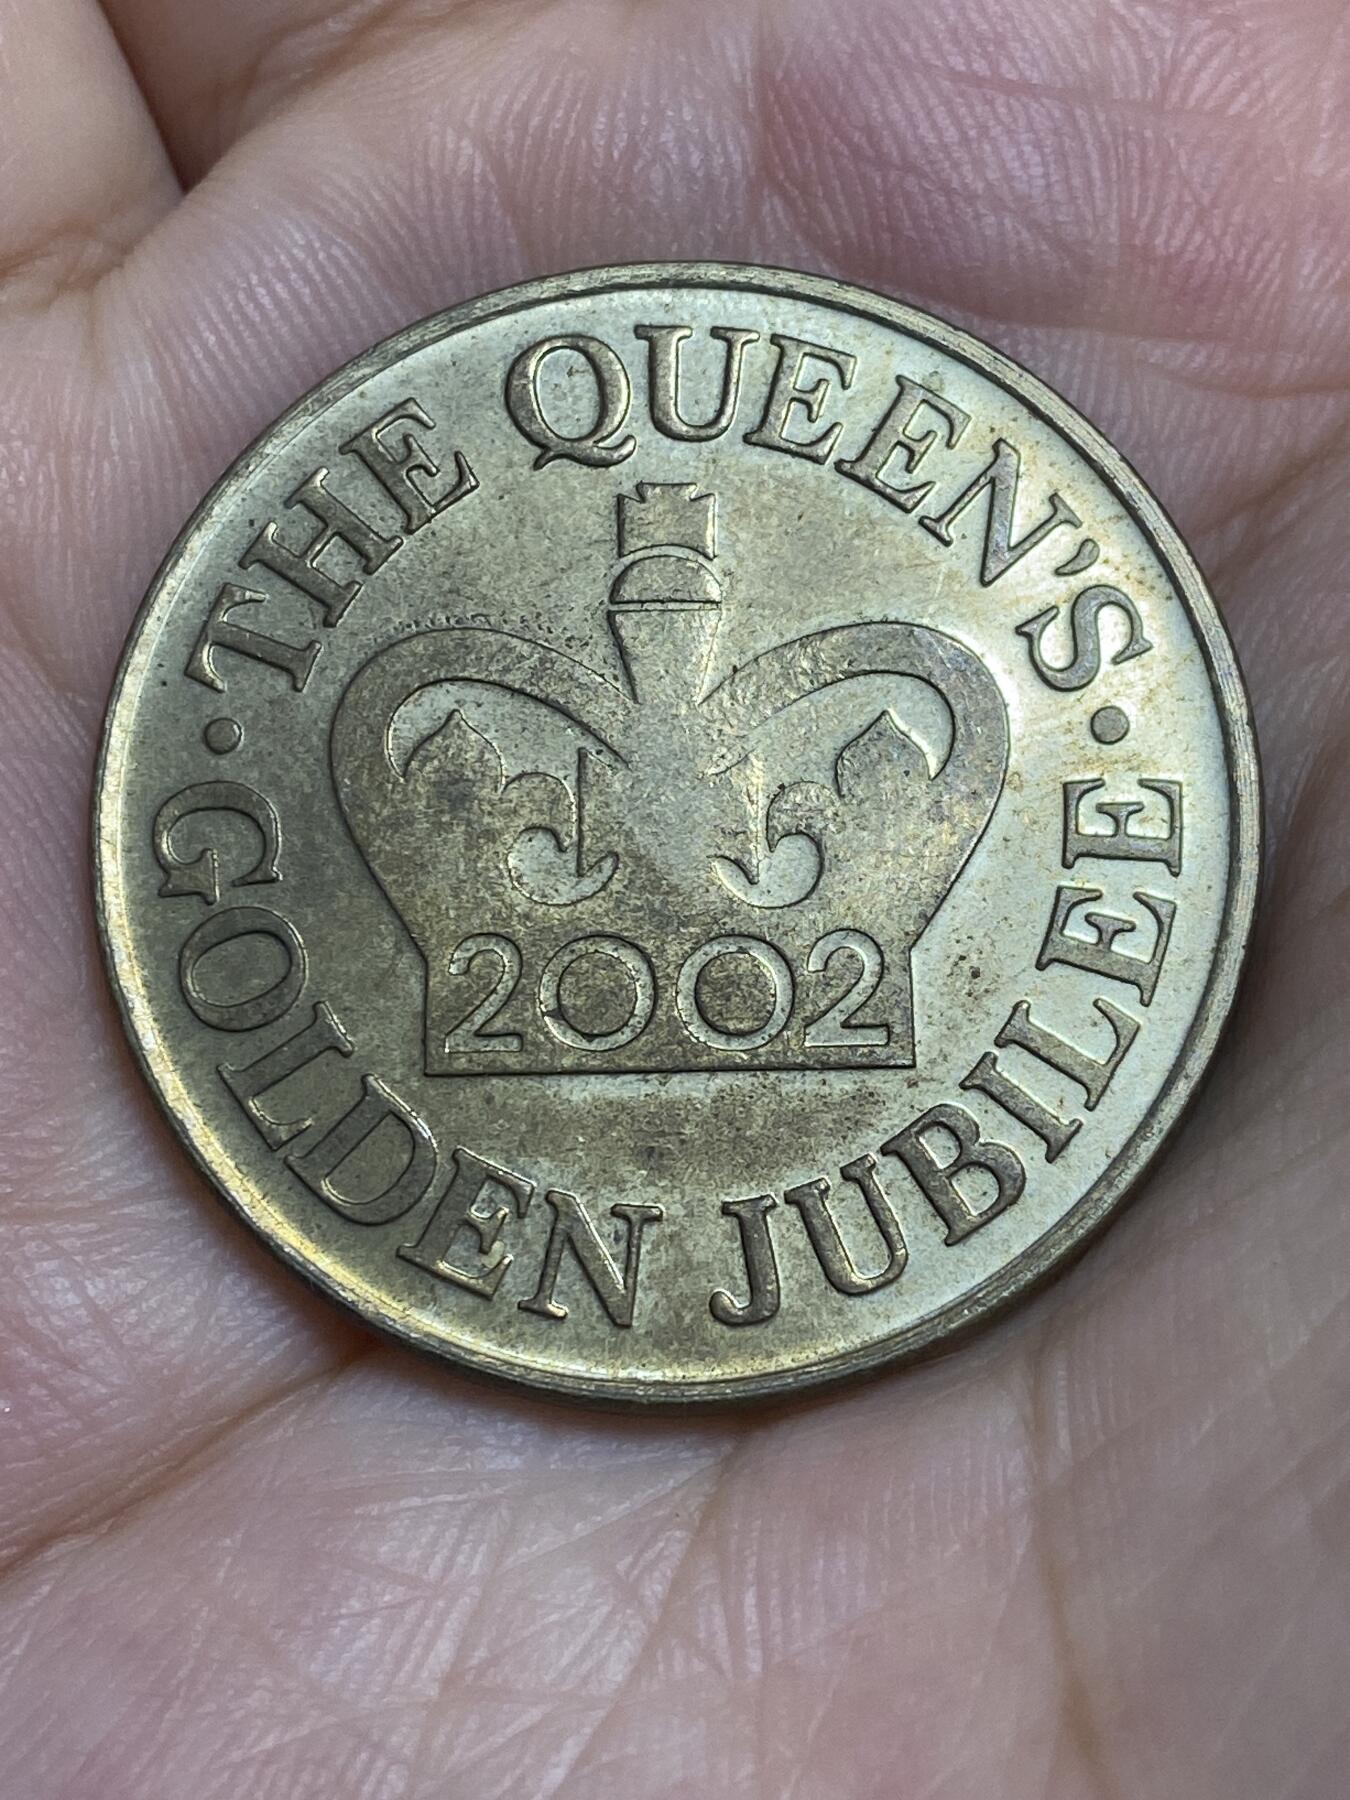 · THE QUEEN'S ·
GOLDEN JUBILEE
2002